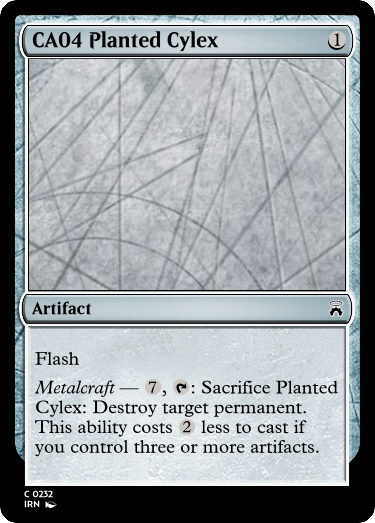 CA04 Planted Cylex 1
Artifact
Flash
Metalcraft — 7, T: Sacrifice Planted
Cylex: Destroy target permanent.
This ability costs 2 less to cast if
you control three or more artifacts.
C 0232
IRN